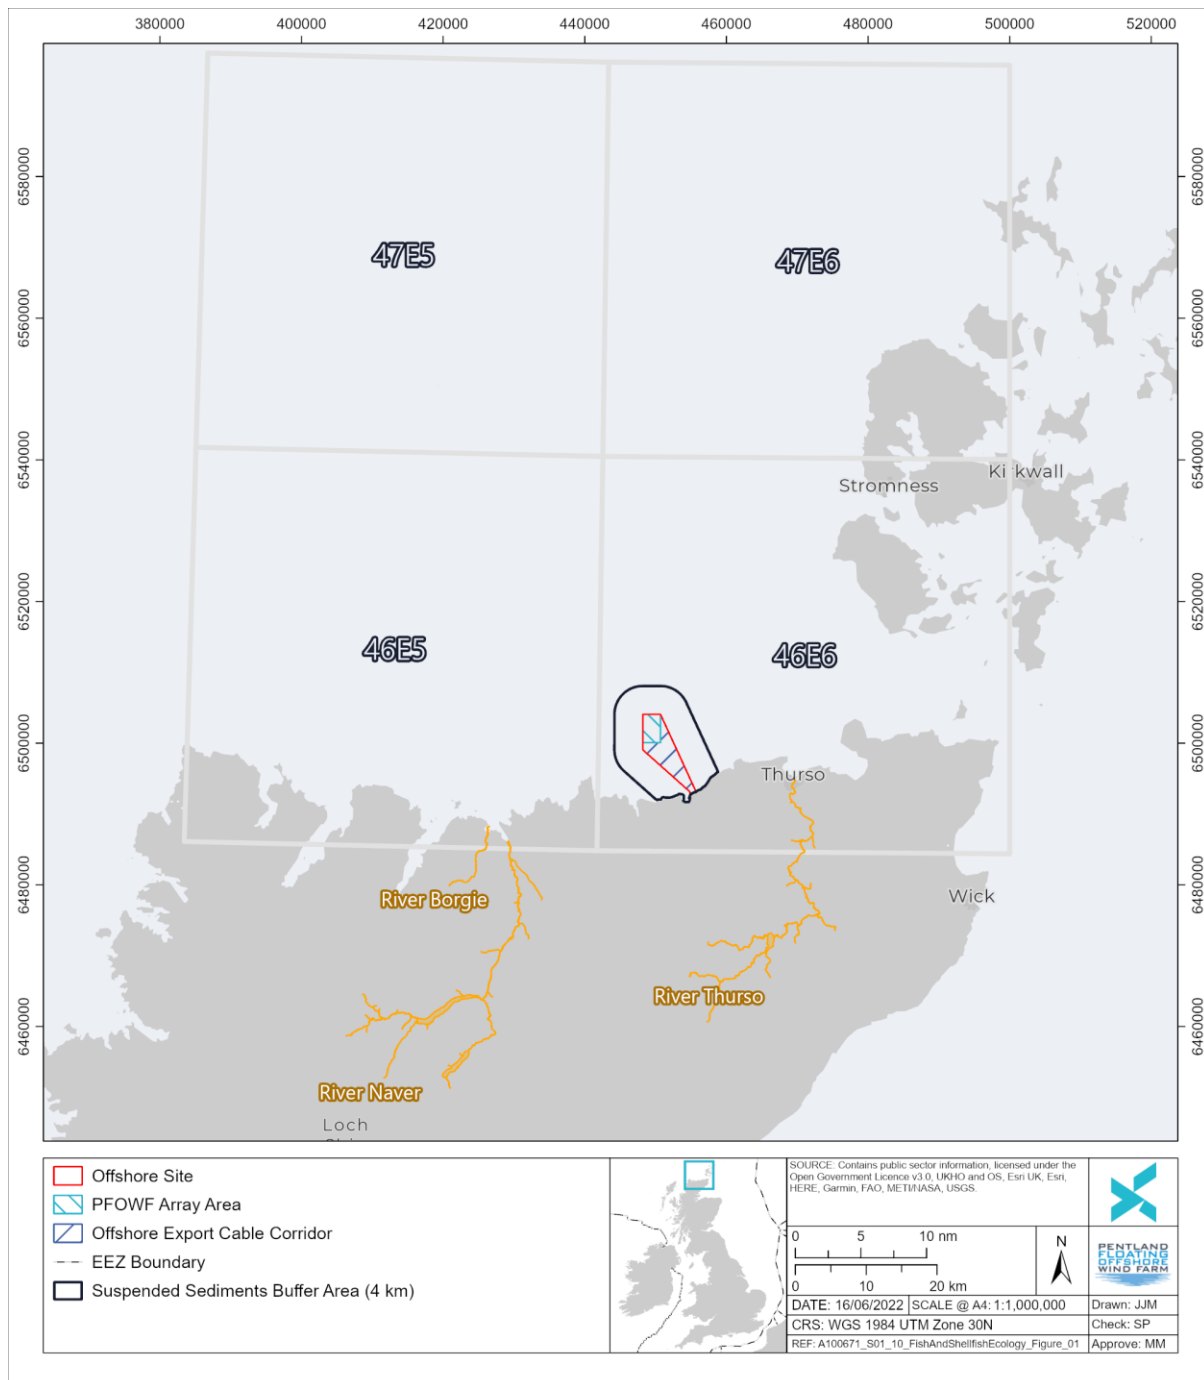 380000 400000 420000 440000 460000 480000 500000 520000
6580000 6580000
47E5 47E6
6560000 6560000
6540000 6540000
Stromness Kirkwall
6520000 6520000
46E5 46E6
6500000 6500000
Thurso
6480000 6480000
River Borgie
Wick
River Thurso
6460000 6460000
River Naver
Loch
Offshore Site
PFOWF Array Area
Offshore Export Cable Corridor
EEZ Boundary
Suspended Sediments Buffer Area (4 km)
SOURCE: Contains public sector information, licensed under the
Open Government Licence v3.0, UKHO and OS, Esri UK, Esri,
HERE, Garmin, FAO, METI/NASA, USGS.
0 5 10 nm
0 10 20 km
N
PENTLAND
FLOATING
OFFSHORE
WIND FARM
DATE: 16/06/2022 SCALE @ A4: 1:1,000,000 Drawn: JJM
CRS: WGS 1984 UTM Zone 30N Check: SP
REF: A100671_S01_10_FishAndShellfishEcology_Figure_01 Approve: MM